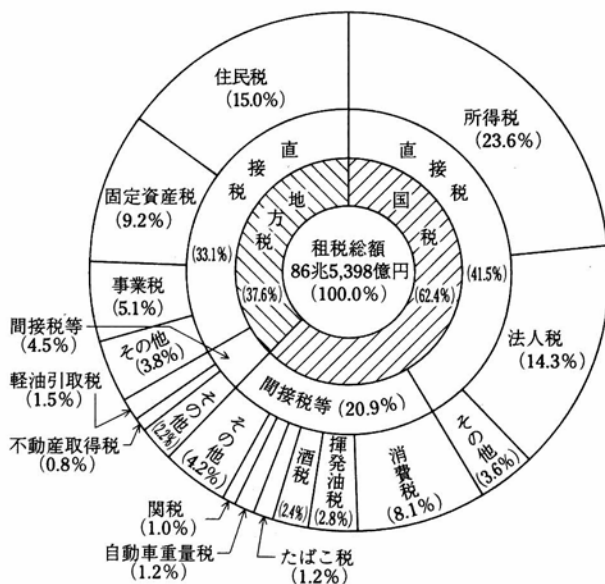 租税総額
86兆5,398億円
(100.0%)
国税
(62.4%)
地方税
(37.6%)
直接税
(41.5%)
間接税等(20.9%)
直接税
(33.1%)
間接税等
(4.5%)
所得税
(23.6%)
法人税
(14.3%)
その他
(3.6%)
消費税
(8.1%)
揮発油税
(2.8%)
酒税
(2.4%)
たばこ税
(1.2%)
自動車重量税
(1.2%)
関税
(1.0%)
その他
(4.2%)
その他
(2.2%)
不動産取得税
(0.8%)
軽油引取税
(1.5%)
その他
(3.8%)
事業税
(5.1%)
固定資産税
(9.2%)
住民税
(15.0%)